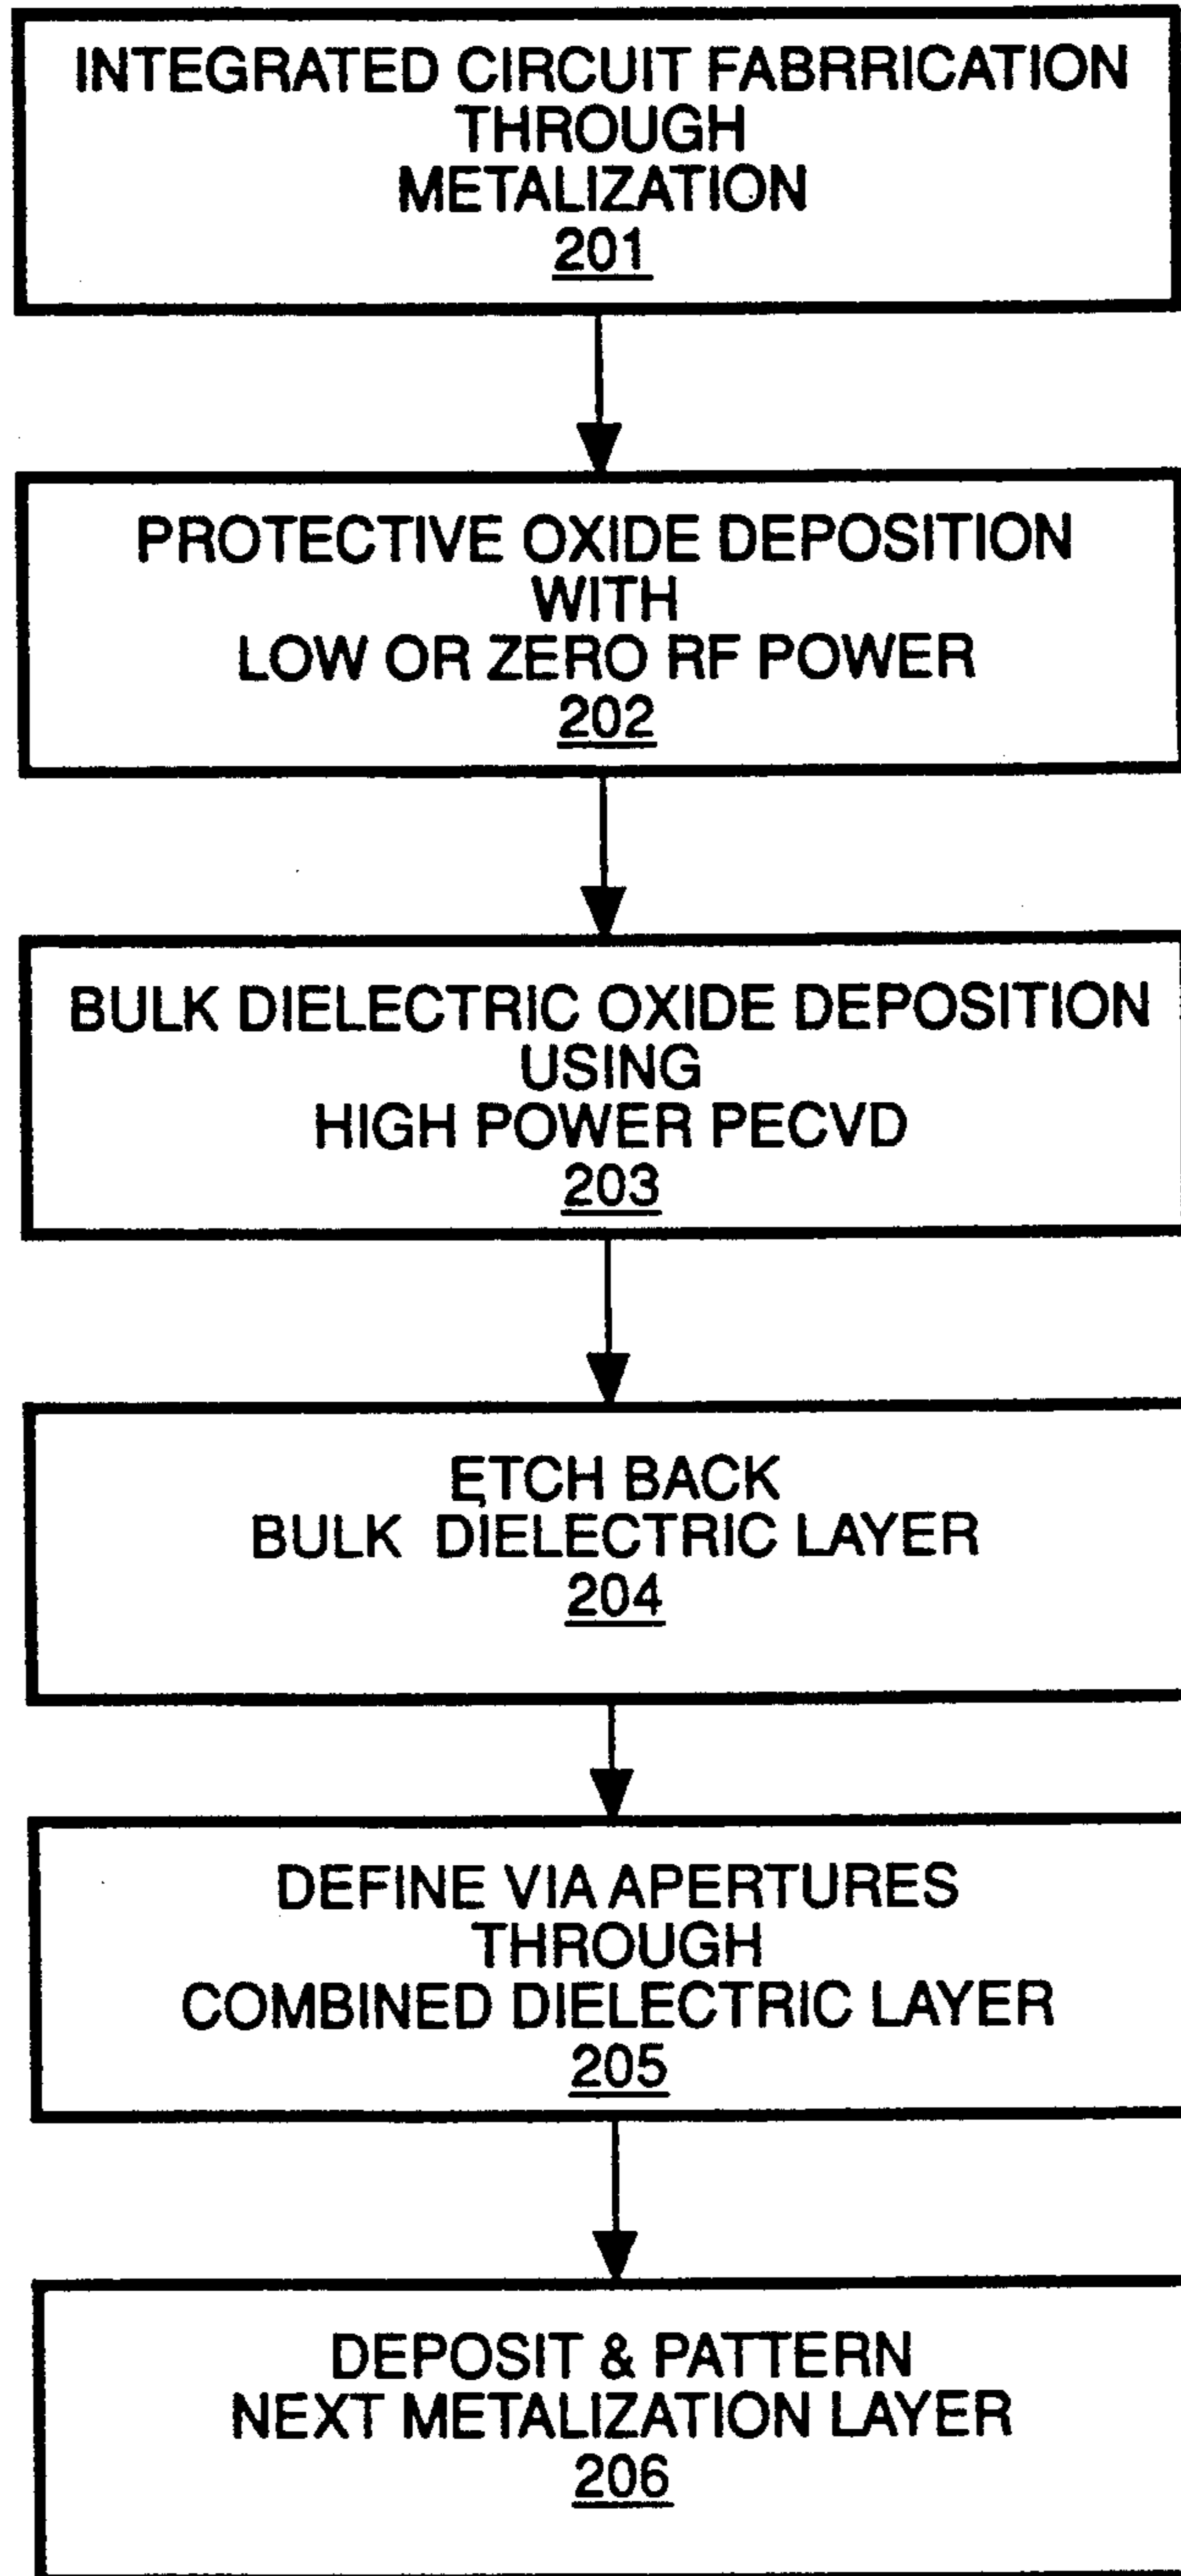 INTEGRATED CIRCUIT FABRRICATION
THROUGH
METALIZATION
201
PROTECTIVE OXIDE DEPOSITION
WITH
LOW OR ZERO RF POWER
202
BULK DIELECTRIC OXIDE DEPOSITION
USING
HIGH POWER PECVD
203
ETCH BACK
BULK DIELECTRIC LAYER
204
DEFINE VIA APERTURES
THROUGH
COMBINED DIELECTRIC LAYER
205
DEPOSIT & PATTERN
NEXT METALIZATION LAYER
206